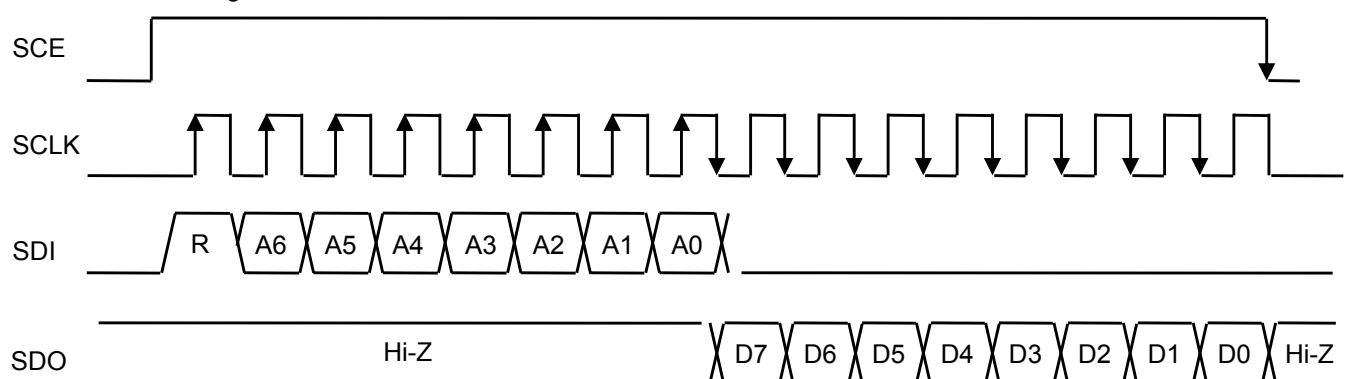 SCE
SCLK
SDI R A6 A5 A4 A3 A2 A1 A0
SDO Hi-Z D7 D6 D5 D4 D3 D2 D1 D0 Hi-Z